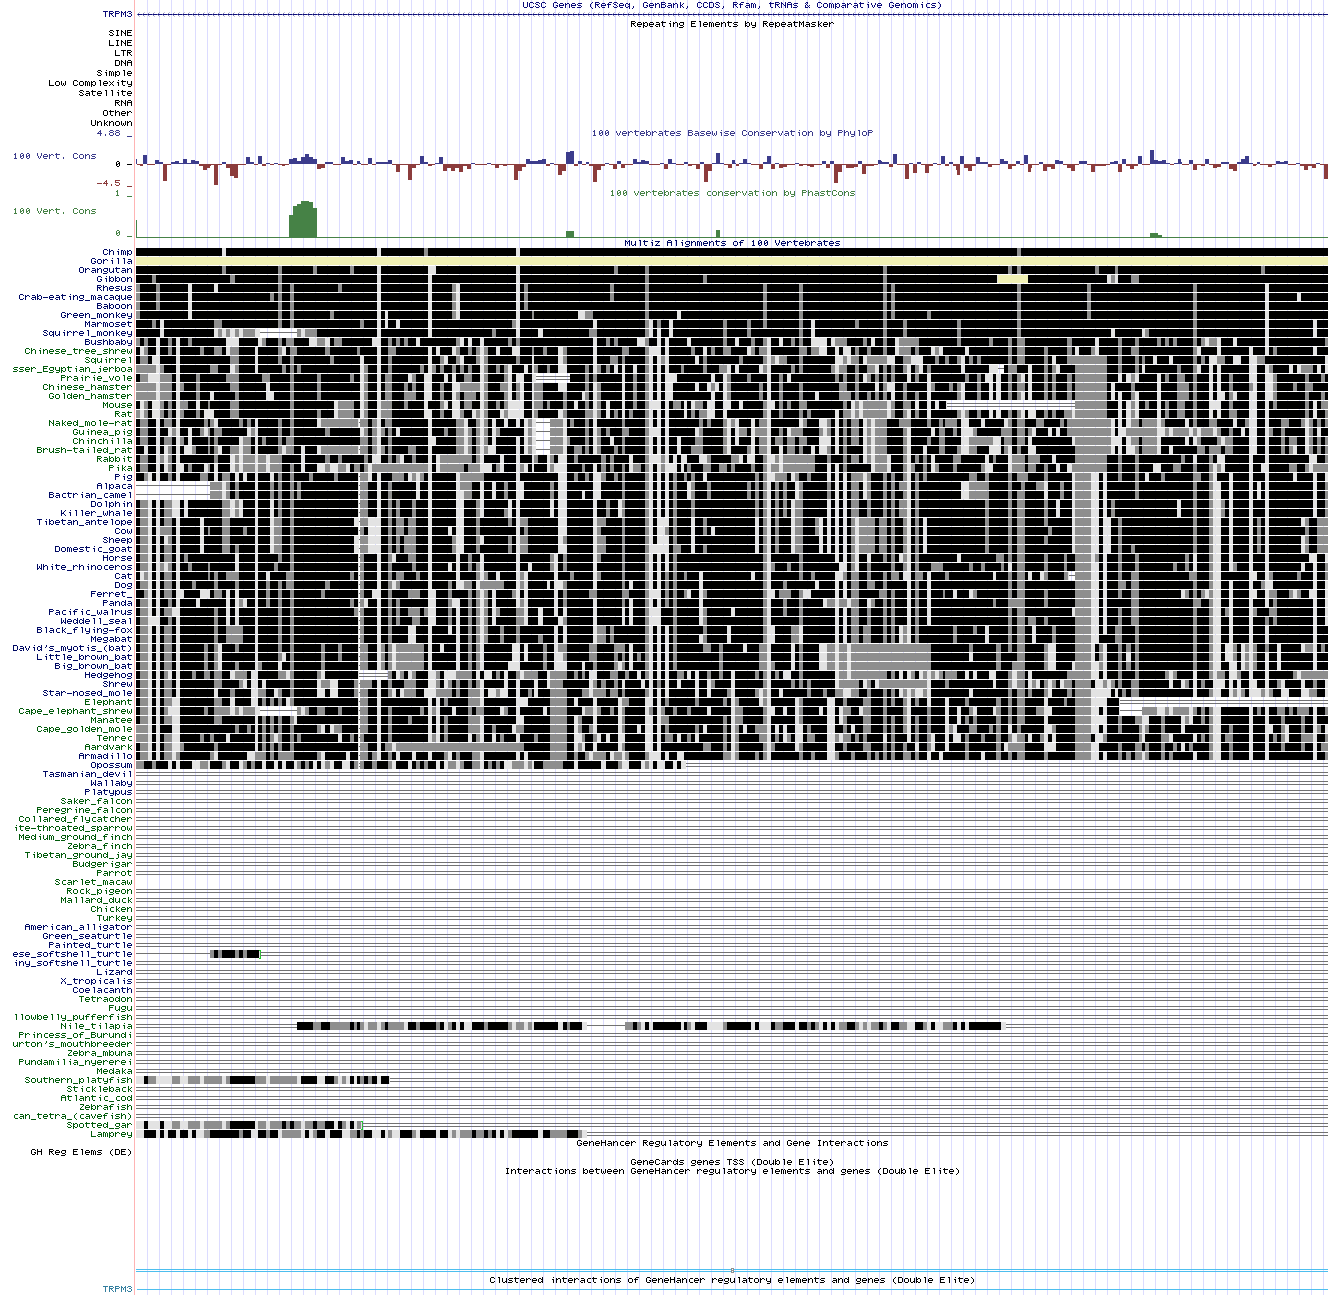 UCSC Genes (RefSeq, GenBank, CCDS, Rfam, tRNAs & Comparative Genomics)
TRPM3
Repeating Elements by RepeatMasker
SINE
LINE
LTR
DNA
Simple
Low Complexity
Satellite
RNA
Other
Unknown
4.88 _
100 vertebrates Basewise Conservation by PhyloP
100 Vert. Cons
0 _
-4.5 _
1 _
100 vertebrates conservation by PhastCons
100 Vert. Cons
0 _
Multiz Alignments of 100 Vertebrates
Chimp
Gorilla
Orangutan
Gibbon
Rhesus
Crab-eating_macaque
Baboon
Green_monkey
Marmoset
Squirrel_monkey
Bushbaby
Chinese_tree_shrew
Squirrel
sser_Egyptian_jerboa
Prairie_vole
Chinese_hamster
Golden_hamster
Mouse
Rat
Naked_mole-rat
Guinea_pig
Chinchilla
Brush-tailed_rat
Rabbit
Pika
Pig
Alpaca
Bactrian_camel
Dolphin
Killer_whale
Tibetan_antelope
Cow
Sheep
Domestic_goat
Horse
White_rhinoceros
Cat
Dog
Ferret_
Panda
Pacific_walrus
Weddell_seal
Black_flying-fox
Megabat
David's_myotis_(bat)
Little_brown_bat
Big_brown_bat
Hedgehog
Shrew
Star-nosed_mole
Elephant
Cape_elephant_shrew
Manatee
Cape_golden_mole
Tenrec
Aardvark
Armadillo
Opossum
Tasmanian_devil
Wallaby
Platypus
Saker_falcon
Peregrine_falcon
Collared_flycatcher
ite-throated_sparrow
Medium_ground_finch
Zebra_finch
Tibetan_ground_jay
Budgerigar
Parrot
Scarlet_macaw
Rock_pigeon
Mallard_duck
Chicken
Turkey
American_alligator
Green_seaturtle
Painted_turtle
ese_softshell_turtle
iny_softshell_turtle
Lizard
X_tropicalis
Coelacanth
Tetraodon
Fugu
llowbelly_pufferfish
Nile_tilapia
Princess_of_Burundi
urton's_mouthbreeder
Zebra_mbuna
Pundamilia_nyererei
Medaka
Southern_platyfish
Stickleback
Atlantic_cod
Zebrafish
can_tetra_(cavefish)
Spotted_gar
Lamprey
GeneHancer Regulatory Elements and Gene Interactions
GH Reg Elems (DE)
GeneCards genes TSS (Double Elite)
Interactions between GeneHancer regulatory elements and genes (Double Elite)
Clustered interactions of GeneHancer regulatory elements and genes (Double Elite)
TRPM3